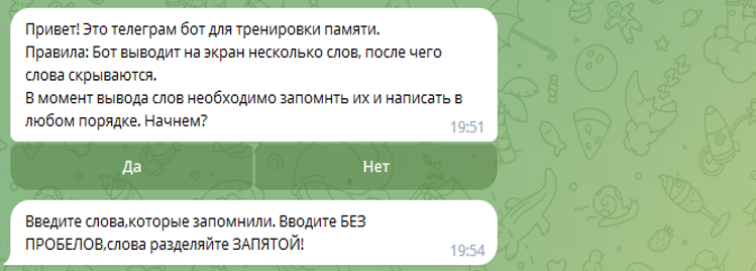 Привет! Это телеграм бот для тренировки памяти.
Правила: Бот выводит на экран несколько слов, после чего
слова скрываются.
В момент вывода слов необходимо запомнть их и написать в
любом порядке. Начнем?
19:51
Да
Нет
Введите слова,которые запомнили. Вводите БЕЗ
ПРОБЕЛОВ,слова разделяйте ЗАПЯТОЙ!
19:54